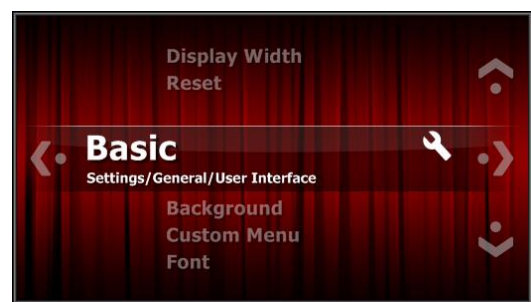 Display Width
Reset
Basic
Settings/General/User Interface
Background
Custom Menu
Font